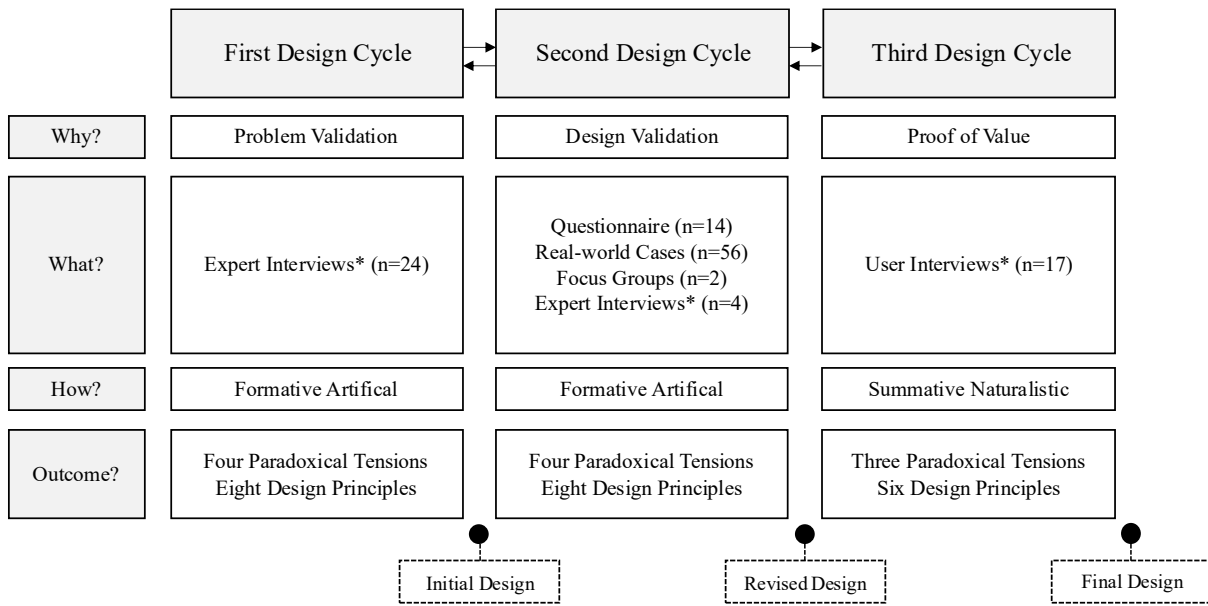 First Design Cycle
Second Design Cycle
Third Design Cycle
Why?
Problem Validation
Design Validation
Proof of Value
What?
Expert Interviews* (n=24)
Questionnaire (n=14)
Real-world Cases (n=56)
Focus Groups (n=2)
Expert Interviews* (n=4)
User Interviews* (n=17)
How?
Formative Artifical
Formative Artifical
Summative Naturalistic
Outcome?
Four Paradoxical Tensions
Eight Design Principles
Four Paradoxical Tensions
Eight Design Principles
Three Paradoxical Tensions
Six Design Principles
Initial Design
Revised Design
Final Design